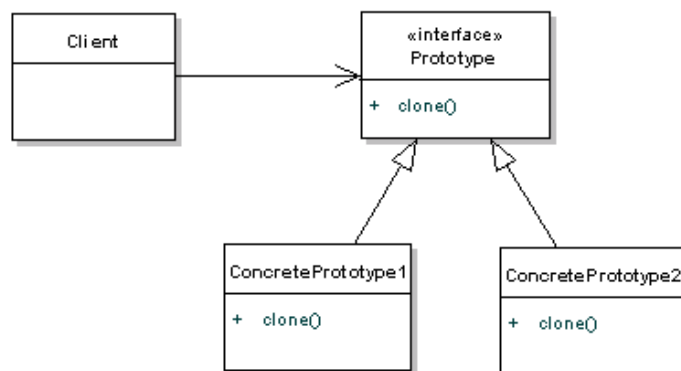 Client
«interface»
Prototype
+ clone()
ConcretePrototype1
+ clone()
ConcretePrototype2
+ clone()